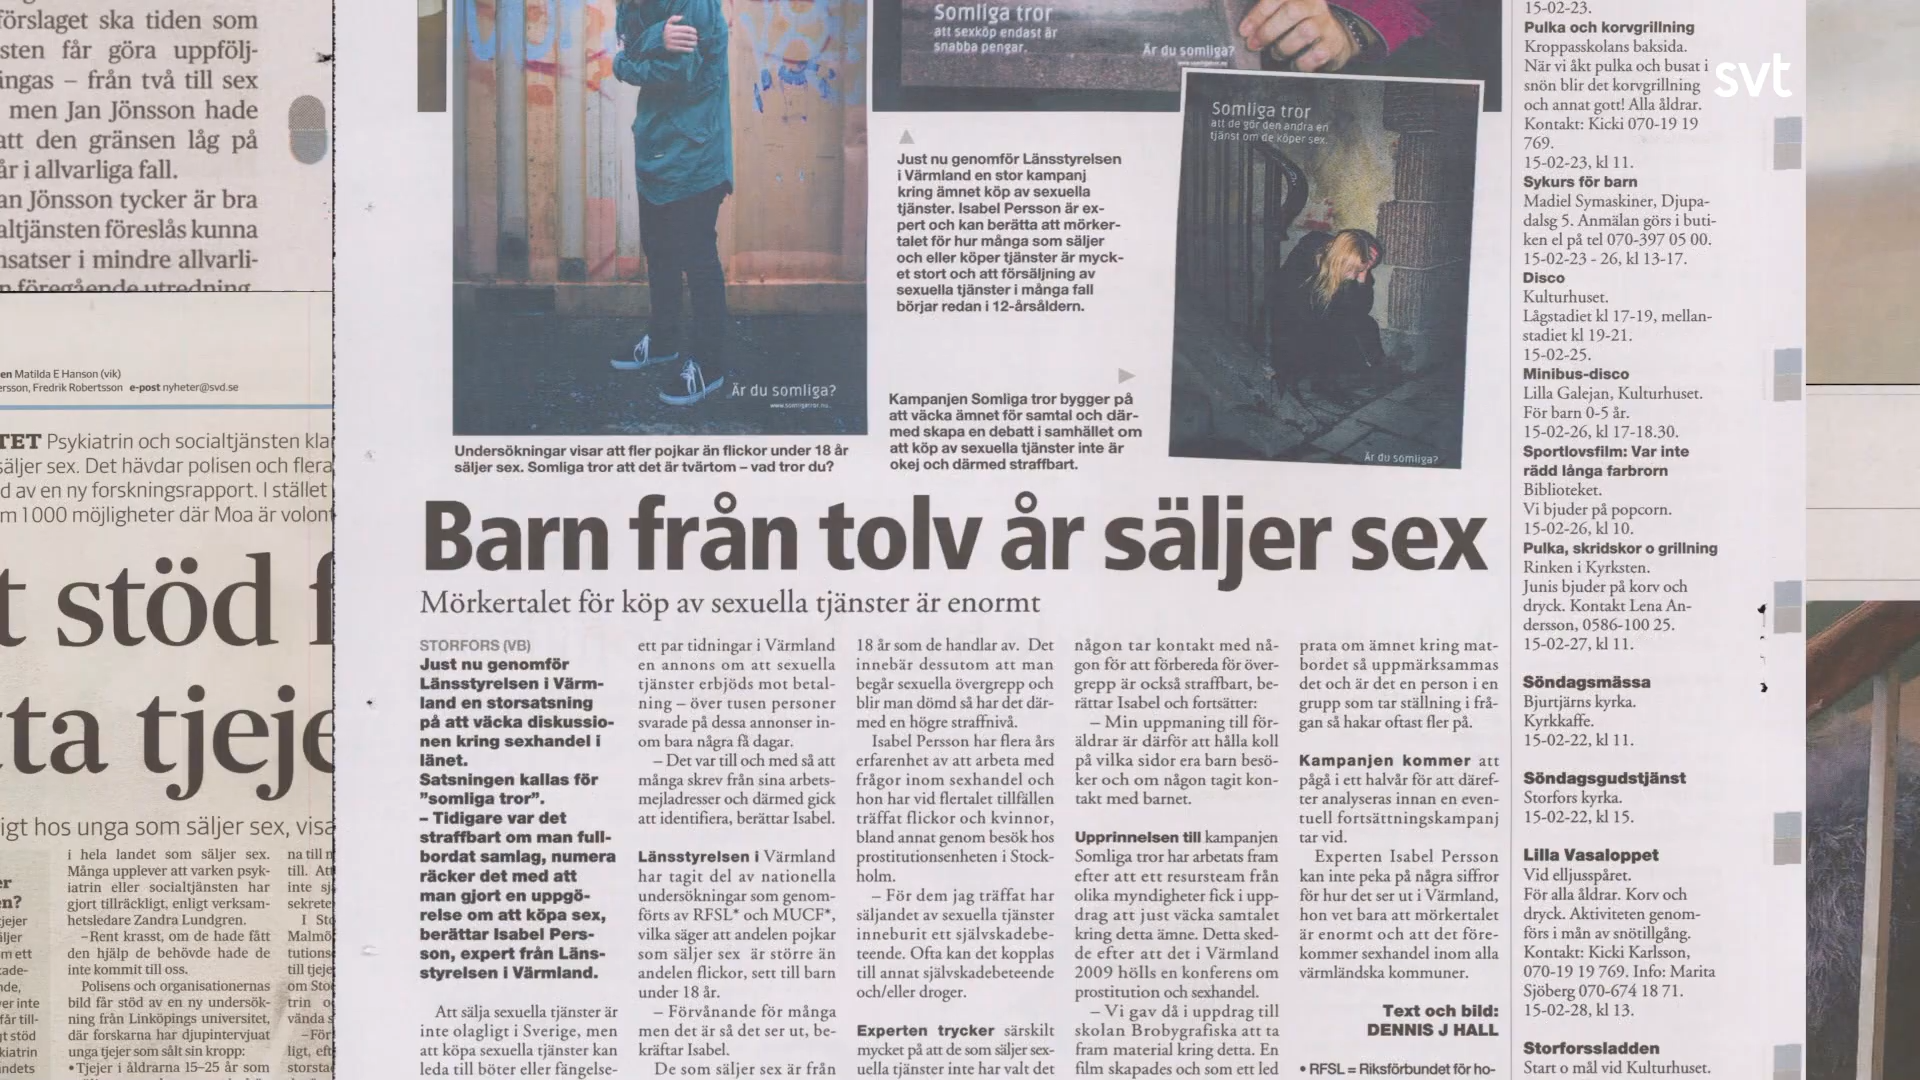 förslaget ska tiden som
sten får göra uppfölj-
ingas – från två till sex
men Jan Jönsson hade
att den gränsen låg på
år i allvarliga fall.
an Jönsson tycker är bra
altjänsten föreslås kunna
nsatser i mindre allvarli-
n föregående utredning
en Matilda E Hanson (vik)
ersson, Fredrik Robertsson e-post nyheter@svd.se
TET Psykiatrin och socialtjänsten kla
säljer sex. Det hävdar polisen och flera
d av en ny forskningsrapport. I stället
m 1000 möjligheter där Moa är volont
t stöd f
ta tjeje
igt hos unga som säljer sex, visa
i hela landet som säljer sex.
Många upplever att varken psyk-
iatrin eller socialtjänsten har
gjort tillräckligt, enligt verksam-
hetsledare Zandra Lundgren.
–Rent krasst, om de hade fått
den hjälp de behövde hade de
inte kommit till oss.
Polisens och organisationernas
bild får stöd av en ny undersök-
ning från Linköpings universitet,
där forskarna har djupintervjuat
unga tjejer som sålt sin kropp:
•Tjejer i åldrarna 15–25 år som
Somliga tror
att sexköp endast är
snabba pengar.
Är du somliga?
Är du somliga?
www.somligatror.nu
Undersökningar visar att fler pojkar än flickor under 18 år
säljer sex. Somliga tror att det är tvärtom – vad tror du?
Just nu genomför Länsstyrelsen
i Värmland en stor kampanj
kring ämnet köp av sexuella
tjänster. Isabel Persson är ex-
pert och kan berätta att mörker-
talet för hur många som säljer
och eller köper tjänster är myck-
et stort och att försäljning av
sexuella tjänster i många fall
börjar redan i 12-årsåldern.
Kampanjen Somliga tror bygger på
att väcka ämnet för samtal och där-
med skapa en debatt i samhället om
att köp av sexuella tjänster inte är
okej och därmed straffbart.
Somliga tror
att de gör den andra en
tjänst om de köper sex.
Är du somliga?
Barn från tolv år säljer sex
Mörkertalet för köp av sexuella tjänster är enormt
STORFORS (VB)
Just nu genomför
Länsstyrelsen i Värm-
land en storsatsning
på att väcka diskussio-
nen kring sexhandel i
länet.
Satsningen kallas för
”somliga tror”.
– Tidigare var det
straffbart om man full-
bordat samlag, numera
räcker det med att
man gjort en uppgö-
relse om att köpa sex,
berättar Isabel Pers-
son, expert från Läns-
styrelsen i Värmland.
Att sälja sexuella tjänster är
inte olagligt i Sverige, men
att köpa sexuella tjänster kan
leda till böter eller fängelse-
ett par tidningar i Värmland
en annons om att sexuella
tjänster erbjöds mot betal-
ning – över tusen personer
svarade på dessa annonser in-
om bara några få dagar.
– Det var till och med så att
många skrev från sina arbets-
mejladresser och därmed gick
att identifiera, berättar Isabel.
Länsstyrelsen i Värmland
har tagit del av nationella
undersökningar som genom-
förts av RFSL* och MUCF*,
vilka säger att andelen pojkar
som säljer sex är större än
andelen flickor, sett till barn
under 18 år.
– Förvånande för många
men det är så det ser ut, be-
kräftar Isabel.
De som säljer sex är från
18 år som de handlar av. Det
innebär dessutom att man
begår sexuella övergrepp och
blir man dömd så har det där-
med en högre straffnivå.
Isabel Persson har flera års
erfarenhet av att arbeta med
frågor inom sexhandel och
hon har vid flertalet tillfällen
träffat flickor och kvinnor,
bland annat genom besök hos
prostitutionsenheten i Stock-
holm.
– För dem jag träffat har
säljandet av sexuella tjänster
inneburit ett självskadebe-
teende. Ofta kan det kopplas
till annat självskadebeteende
och/eller droger.
Experten trycker särskilt
mycket på att de som säljer sex-
uella tjänster inte har valt det
någon tar kontakt med nå-
gon för att förbereda för över-
grepp är också straffbart, be-
rättar Isabel och fortsätter:
– Min uppmaning till för-
äldrar är därför att hålla koll
på vilka sidor era barn besö-
ker och om någon tagit kon-
takt med barnet.
Upprinnelsen till kampanjen
Somliga tror har arbetats fram
efter att ett resursteam från
olika myndigheter fick i upp-
drag att just väcka samtalet
kring detta ämne. Detta sked-
de efter att det i Värmland
2009 hölls en konferens om
prostitution och sexhandel.
– Vi gav då i uppdrag till
skolan Brobygrafiska att ta
fram material kring detta. En
film skapades och som ett led
prata om ämnet kring mat-
bordet så uppmärksammas
det och är det en person i en
grupp som tar ställning i frå-
gan så hakar oftast fler på.
Kampanjen kommer att
pågå i ett halvår för att däref-
ter analyseras innan en even-
tuell fortsättningskampanj
tar vid.
Experten Isabel Persson
kan inte peka på några siffror
för hur det ser ut i Värmland,
hon vet bara att mörkertalet
är enormt och att det före-
kommer sexhandel inom alla
värmländska kommuner.
Text och bild:
DENNIS J HALL
• RFSL = Riksförbundet för ho-
15-02-23.
Pulka och korvgrillning
Kroppasskolans baksida.
När vi åkt pulka och busat i
snön blir det korvgrillning
och annat gott! Alla åldrar.
Kontakt: Kicki 070-19 19
769.
15-02-23, kl 11.
Sykurs för barn
Madiel Symaskiner, Djupa-
dalsg 5. Anmälan görs i buti-
ken el på tel 070-397 05 00.
15-02-23 - 26, kl 13-17.
Disco
Kulturhuset.
Lågstadiet kl 17-19, mellan-
stadiet kl 19-21.
15-02-25.
Minibus-disco
Lilla Galejan, Kulturhuset.
För barn 0-5 år.
15-02-26, kl 17-18.30.
Sportlovsfilm: Var inte
rädd långa farbrorn
Biblioteket.
Vi bjuder på popcorn.
15-02-26, kl 10.
Pulka, skridskor o grillning
Rinken i Kyrksten.
Junis bjuder på korv och
dryck. Kontakt Lena An-
dersson, 0586-100 25.
15-02-27, kl 11.
Söndagsmässa
Bjurtjärns kyrka.
Kyrkkaffe.
15-02-22, kl 11.
Söndagsgudstjänst
Storfors kyrka.
15-02-22, kl 15.
Lilla Vasaloppet
Vid elljusspåret.
För alla åldrar. Korv och
dryck. Aktiviteten genom-
förs i mån av snötillgång.
Kontakt: Kicki Karlsson,
070-19 19 769. Info: Marita
Sjöberg 070-674 18 71.
15-02-28, kl 13.
Storforssladden
Start o mål vid Kulturhuset.
svt